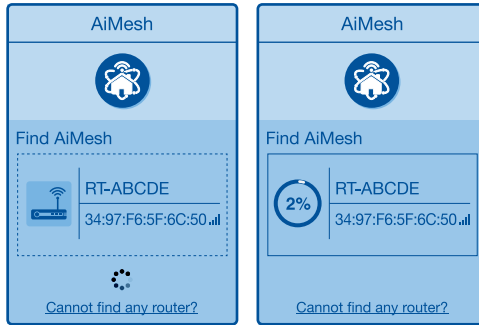 AiMesh
Find AiMesh
RT-ABCDE
34:97:F6:5F:6C:50
Cannot find any router?
AiMesh
Find AiMesh
2%
RT-ABCDE
34:97:F6:5F:6C:50
Cannot find any router?